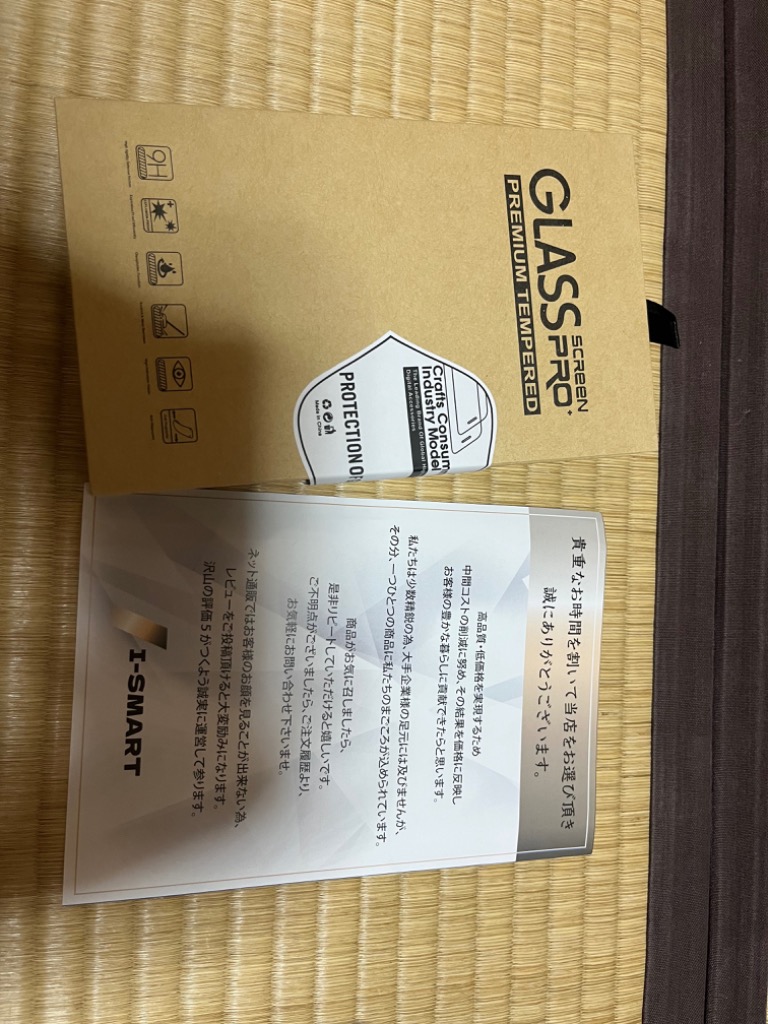 GLASS
SCREEN
PRO+
PREMIUM TEMPERED
Crafts Consum
Industry Model
The Leading Brand Of Global Mo
Digital Accessories
PROTECTION OF
Made in China
9H
貴重なお時間を割いて当店をお選び頂き
誠にありがとうございます。
高品質・低価格を実現するため
中間コストの削減に努め、その結果を価格に反映し
お客様の豊かな暮らしに貢献できたらと思います。
私たちは少数精鋭の為、大手企業様の足元には及びませんが、
その分、一つひとつの商品に私たちのまごころが込められています。
商品がお気に召しましたら、
是非リピートしていただけると嬉しいです。
ご不明点がございましたら、ご注文履歴より、
お気軽にお問い合わせ下さいませ。
ネット通販ではお客様のお顔を見ることが出来ない為、
レビューをご投稿頂けると大変励みになります。
沢山の評価5がつくよう誠実に運営して参ります。
I-SMART